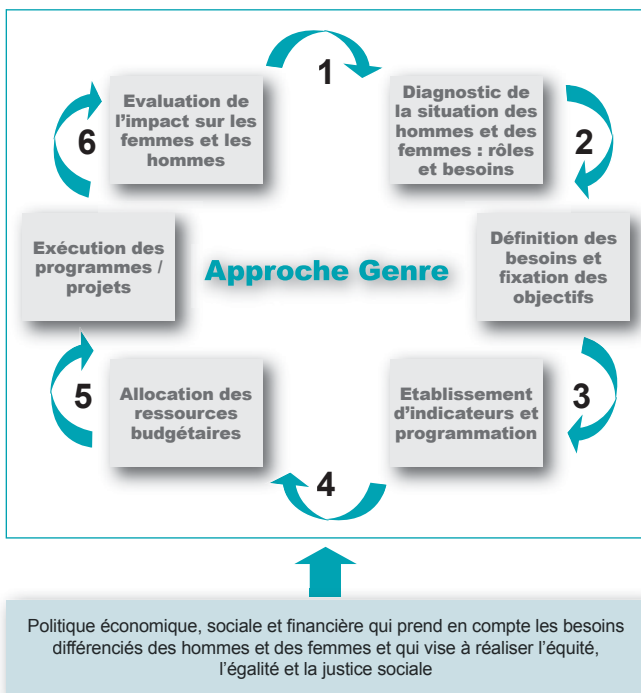 1
Diagnostic de
la situation des
hommes et des
femmes : rôles
et besoins
2
Définition des
besoins et
fixation des
objectifs
3
Etablissement
d'indicateurs et
programmation
4
Allocation des
ressources
budgétaires
5
Exécution des
programmes /
projets
6
Evaluation de
l'impact sur les
femmes et les
hommes
Approche Genre
Politique économique, sociale et financière qui prend en compte les besoins
différenciés des hommes et des femmes et qui vise à réaliser l'équité,
l'égalité et la justice sociale